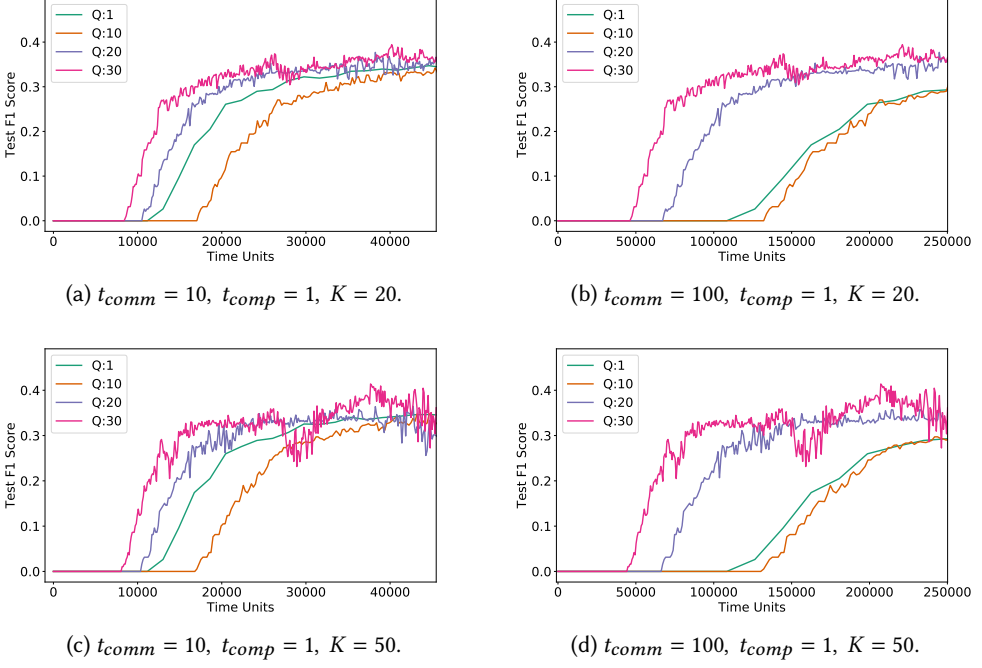 Q:1
Q:10
Q:20
Q:30
Test F1 Score
0.4
0.3
0.2
0.1
0.0
0 10000 20000 30000 40000
Time Units
(a) t_comm = 10, t_comp = 1, K = 20.
Q:1
Q:10
Q:20
Q:30
Test F1 Score
0.4
0.3
0.2
0.1
0.0
0 50000 100000 150000 200000 250000
Time Units
(b) t_comm = 100, t_comp = 1, K = 20.
Q:1
Q:10
Q:20
Q:30
Test F1 Score
0.4
0.3
0.2
0.1
0.0
0 10000 20000 30000 40000
Time Units
(c) t_comm = 10, t_comp = 1, K = 50.
Q:1
Q:10
Q:20
Q:30
Test F1 Score
0.4
0.3
0.2
0.1
0.0
0 50000 100000 150000 200000 250000
Time Units
(d) t_comm = 100, t_comp = 1, K = 50.